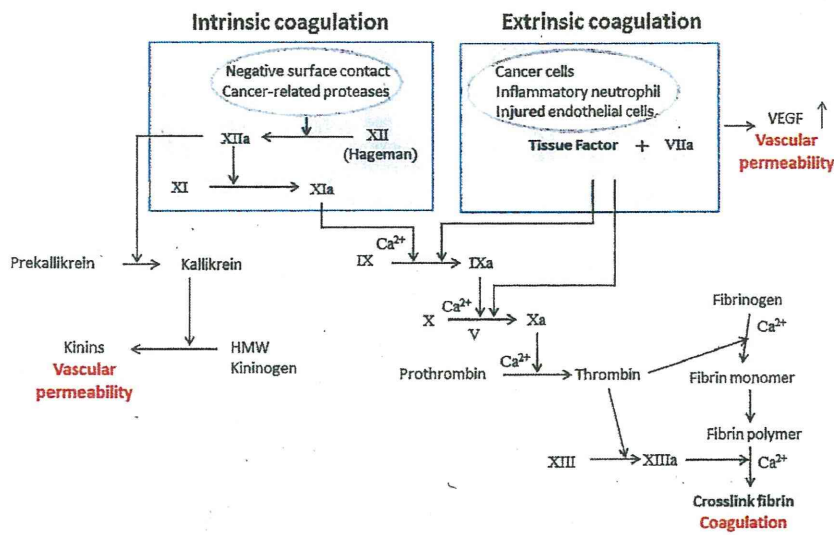 Intrinsic coagulation
Extrinsic coagulation
Negative surface contact
Cancer-related proteases
XIIa
XII
(Hageman)
XI
XIa
Cancer cells
Inflammatory neutrophil
Injured endothelial cells.
Tissue Factor + VIIa
VEGF ↑
Vascular
permeability
Prekallikrein
Kallikrein
Ca²⁺
IX
IXa
Ca²⁺
X
V
Xa
Kinins
Vascular
permeability
HMW
Kininogen
Prothrombin
Ca²⁺
Thrombin
Fibrinogen
Ca²⁺
Fibrin monomer
Fibrin polymer
XIII
XIIIa
Ca²⁺
Crosslink fibrin
Coagulation